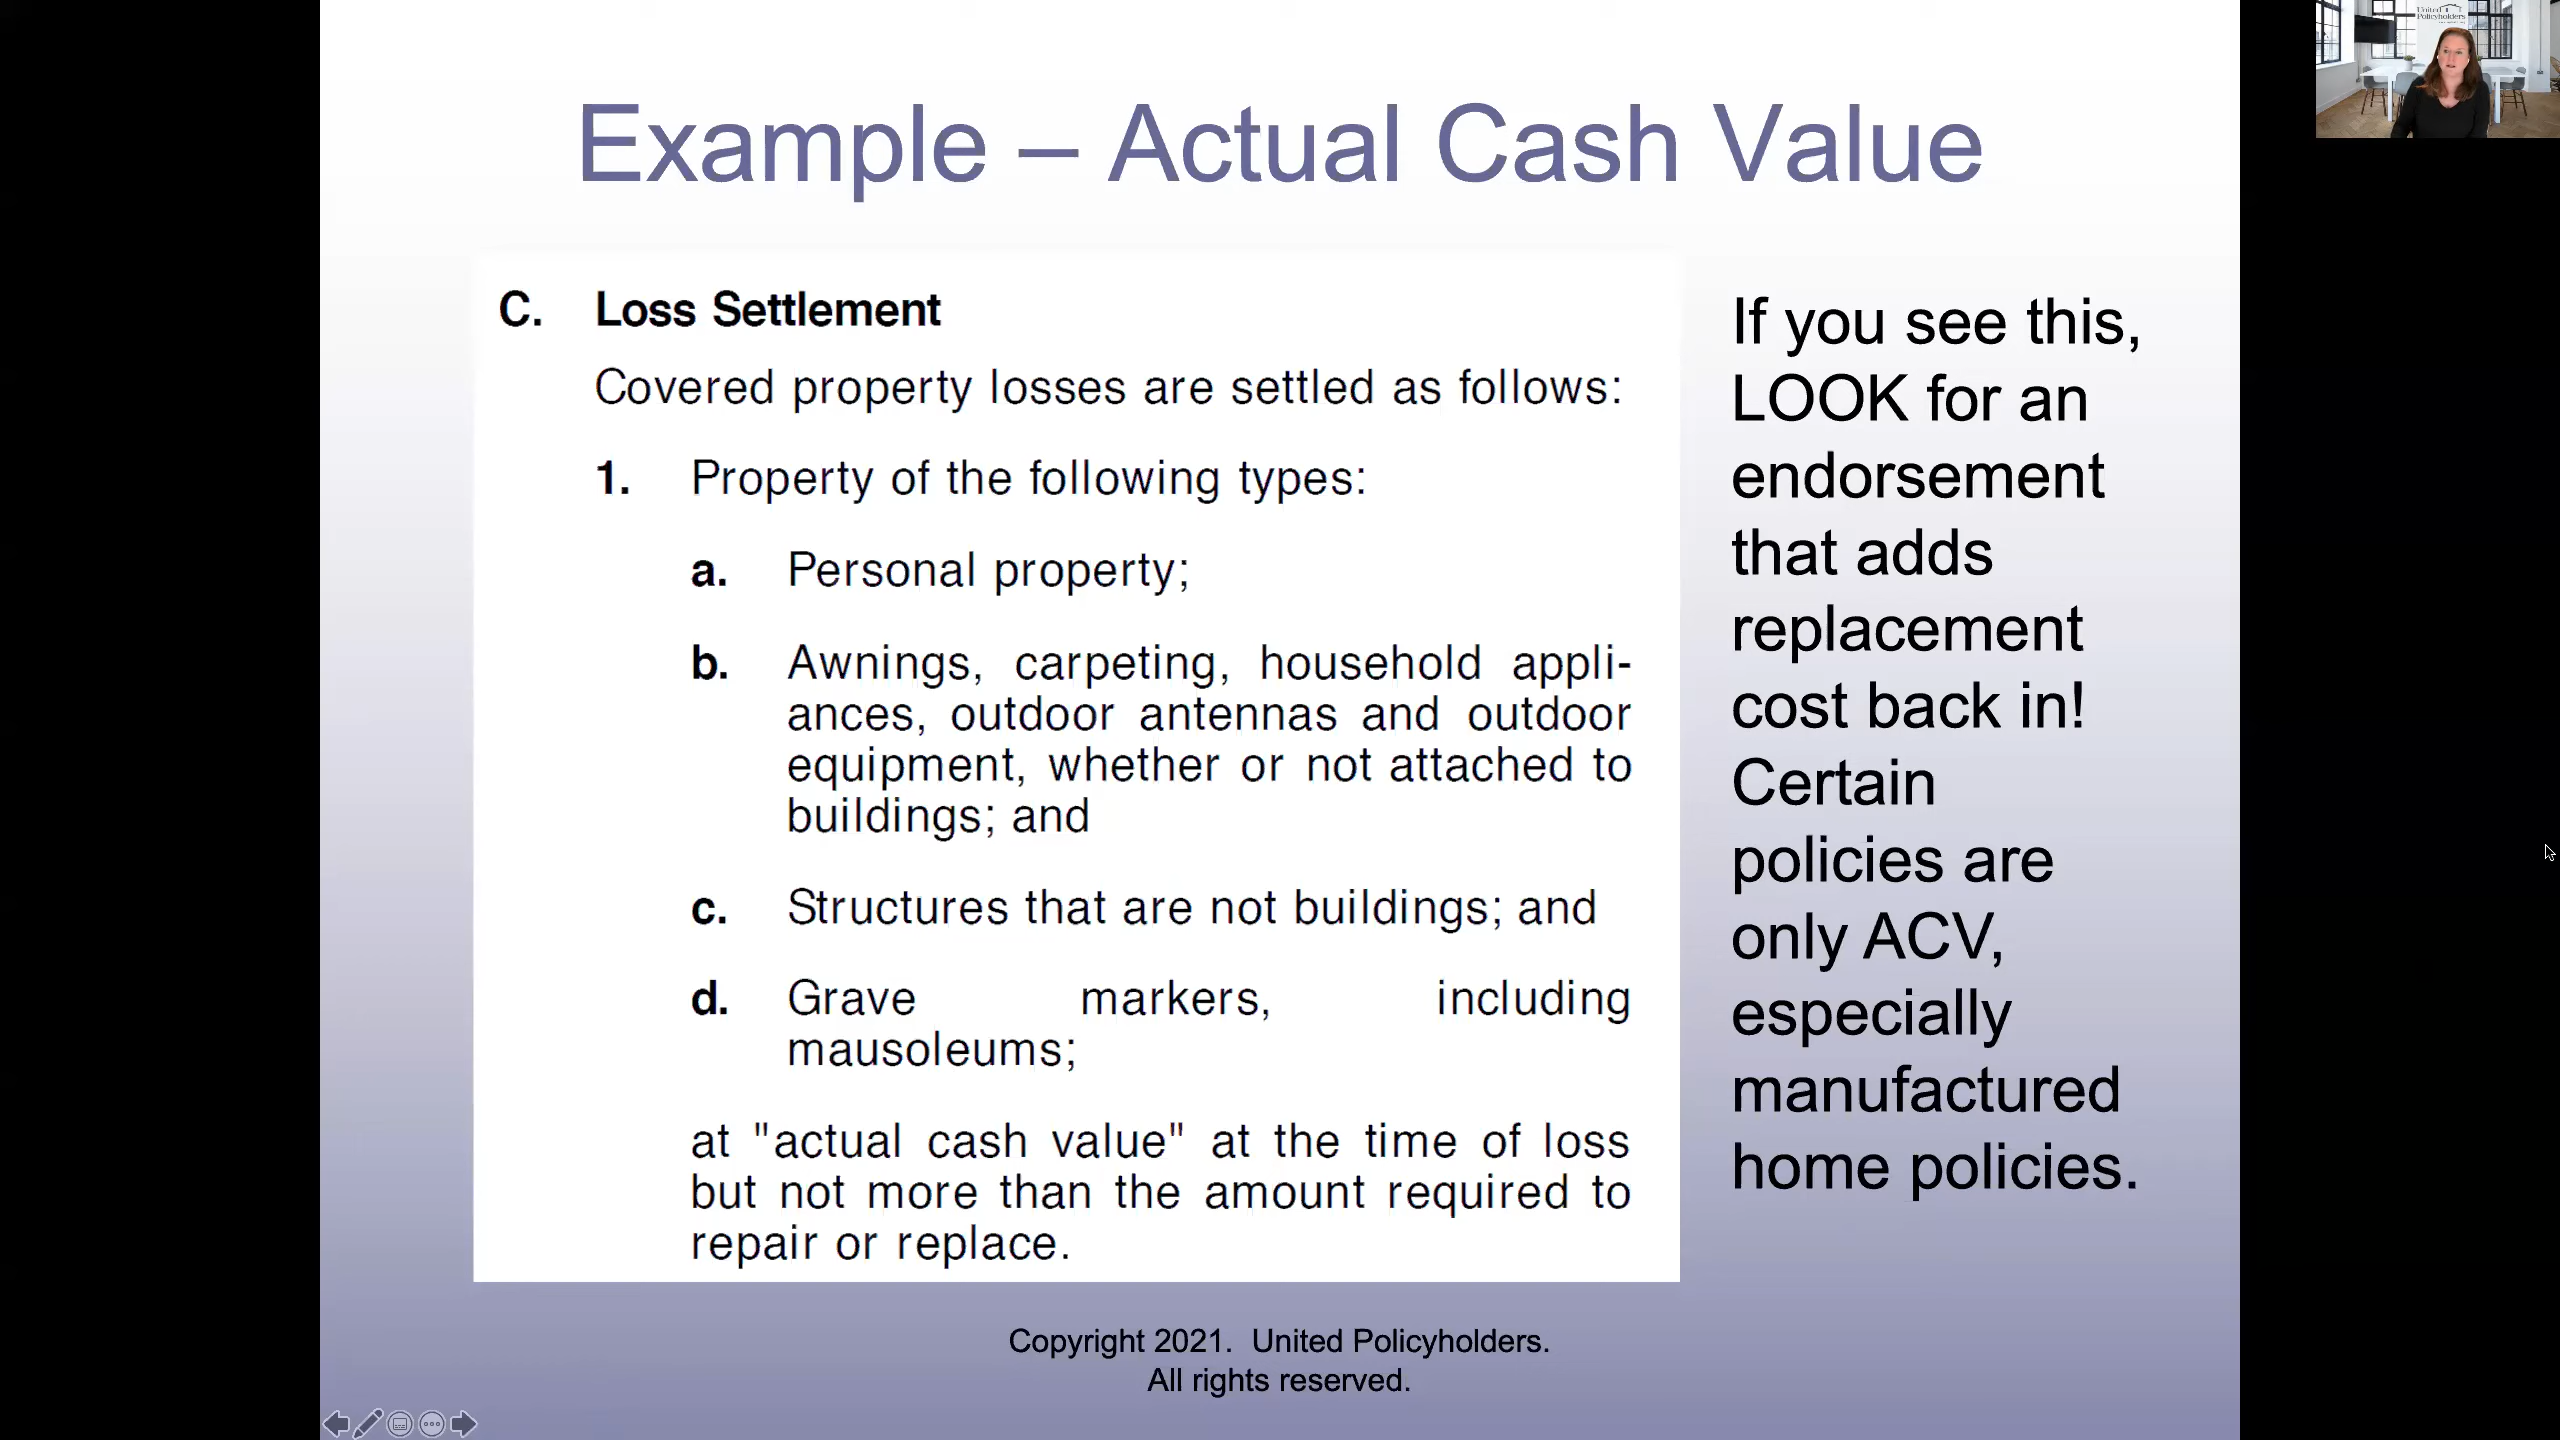 United
Policyholders
Example – Actual Cash Value
C. Loss Settlement
Covered property losses are settled as follows:
1. Property of the following types:
a. Personal property;
b. Awnings, carpeting, household appli-
ances, outdoor antennas and outdoor
equipment, whether or not attached to
buildings; and
c. Structures that are not buildings; and
d. Grave markers, including
mausoleums;
at "actual cash value" at the time of loss
but not more than the amount required to
repair or replace.
If you see this,
LOOK for an
endorsement
that adds
replacement
cost back in!
Certain
policies are
only ACV,
especially
manufactured
home policies.
Copyright 2021. United Policyholders.
All rights reserved.